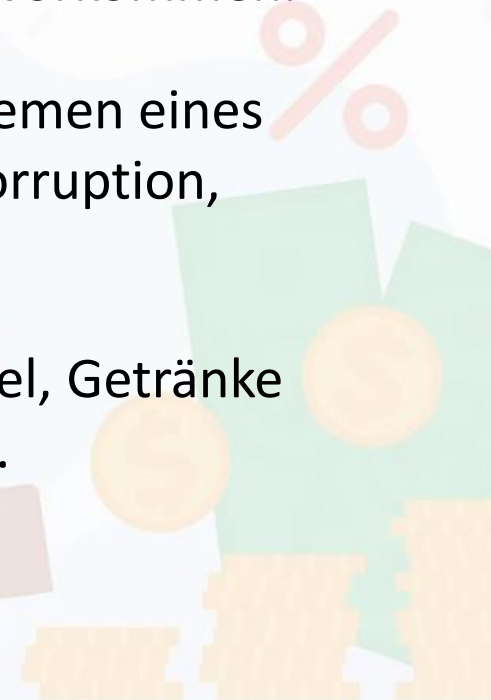 emen eines
orruption,
el, Getränke
.